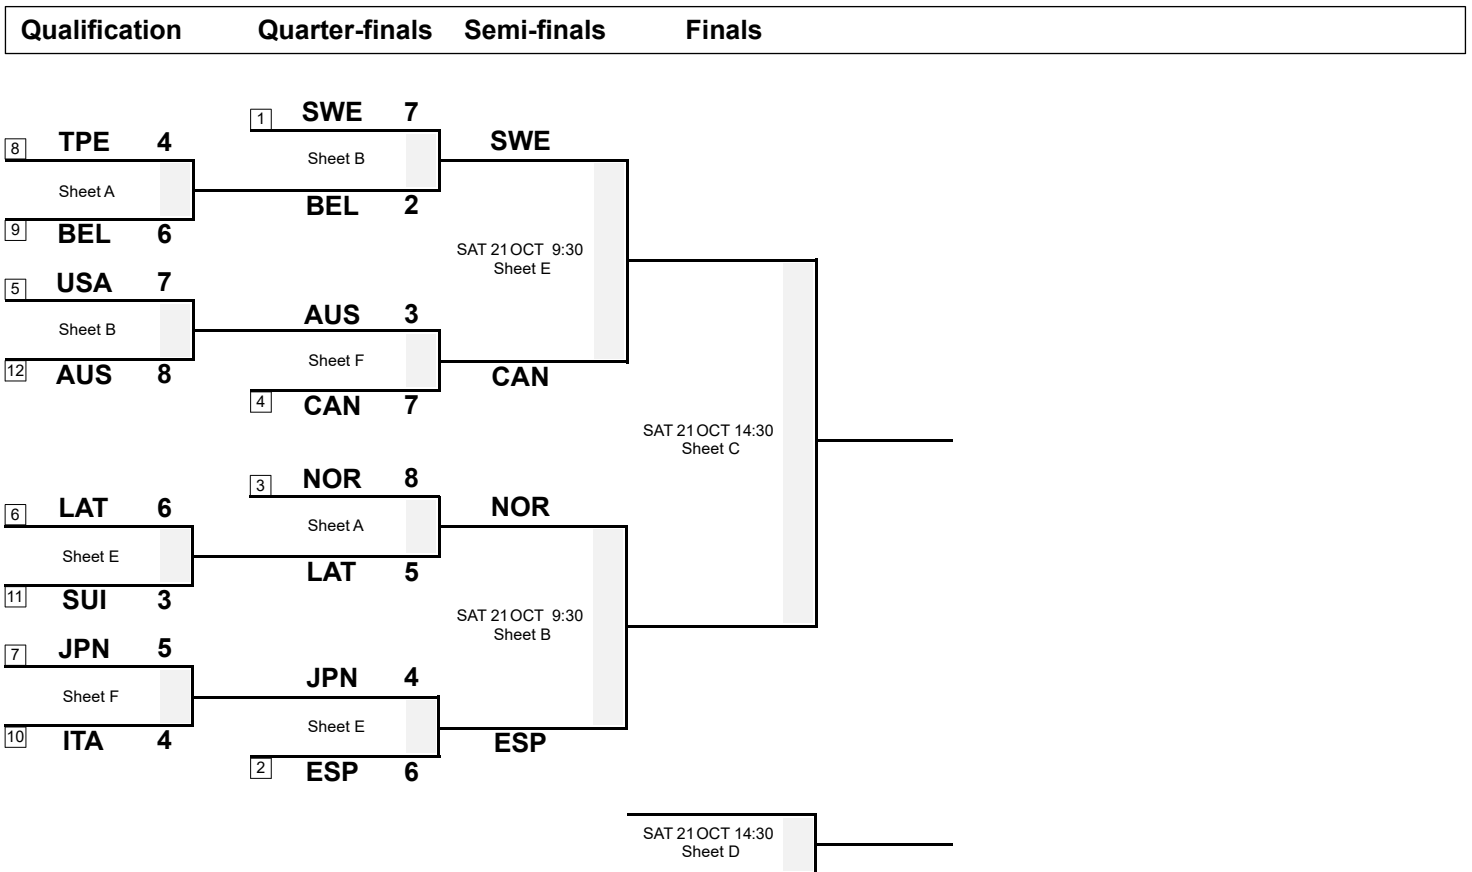 Qualification Quarter-finals Semi-finals Finals
1 SWE 7
8 TPE 4
SWE
Sheet B
Sheet A
BEL 2
9 BEL 6
SAT 21 OCT 9:30
Sheet E
5 USA 7
AUS 3
Sheet B
Sheet F
12 AUS 8
CAN
4 CAN 7
SAT 21 OCT 14:30
Sheet C
3 NOR 8
6 LAT 6
NOR
Sheet A
Sheet E
LAT 5
11 SUI 3
SAT 21 OCT 9:30
Sheet B
7 JPN 5
JPN 4
Sheet F
Sheet E
10 ITA 4
ESP
2 ESP 6
SAT 21 OCT 14:30
Sheet D